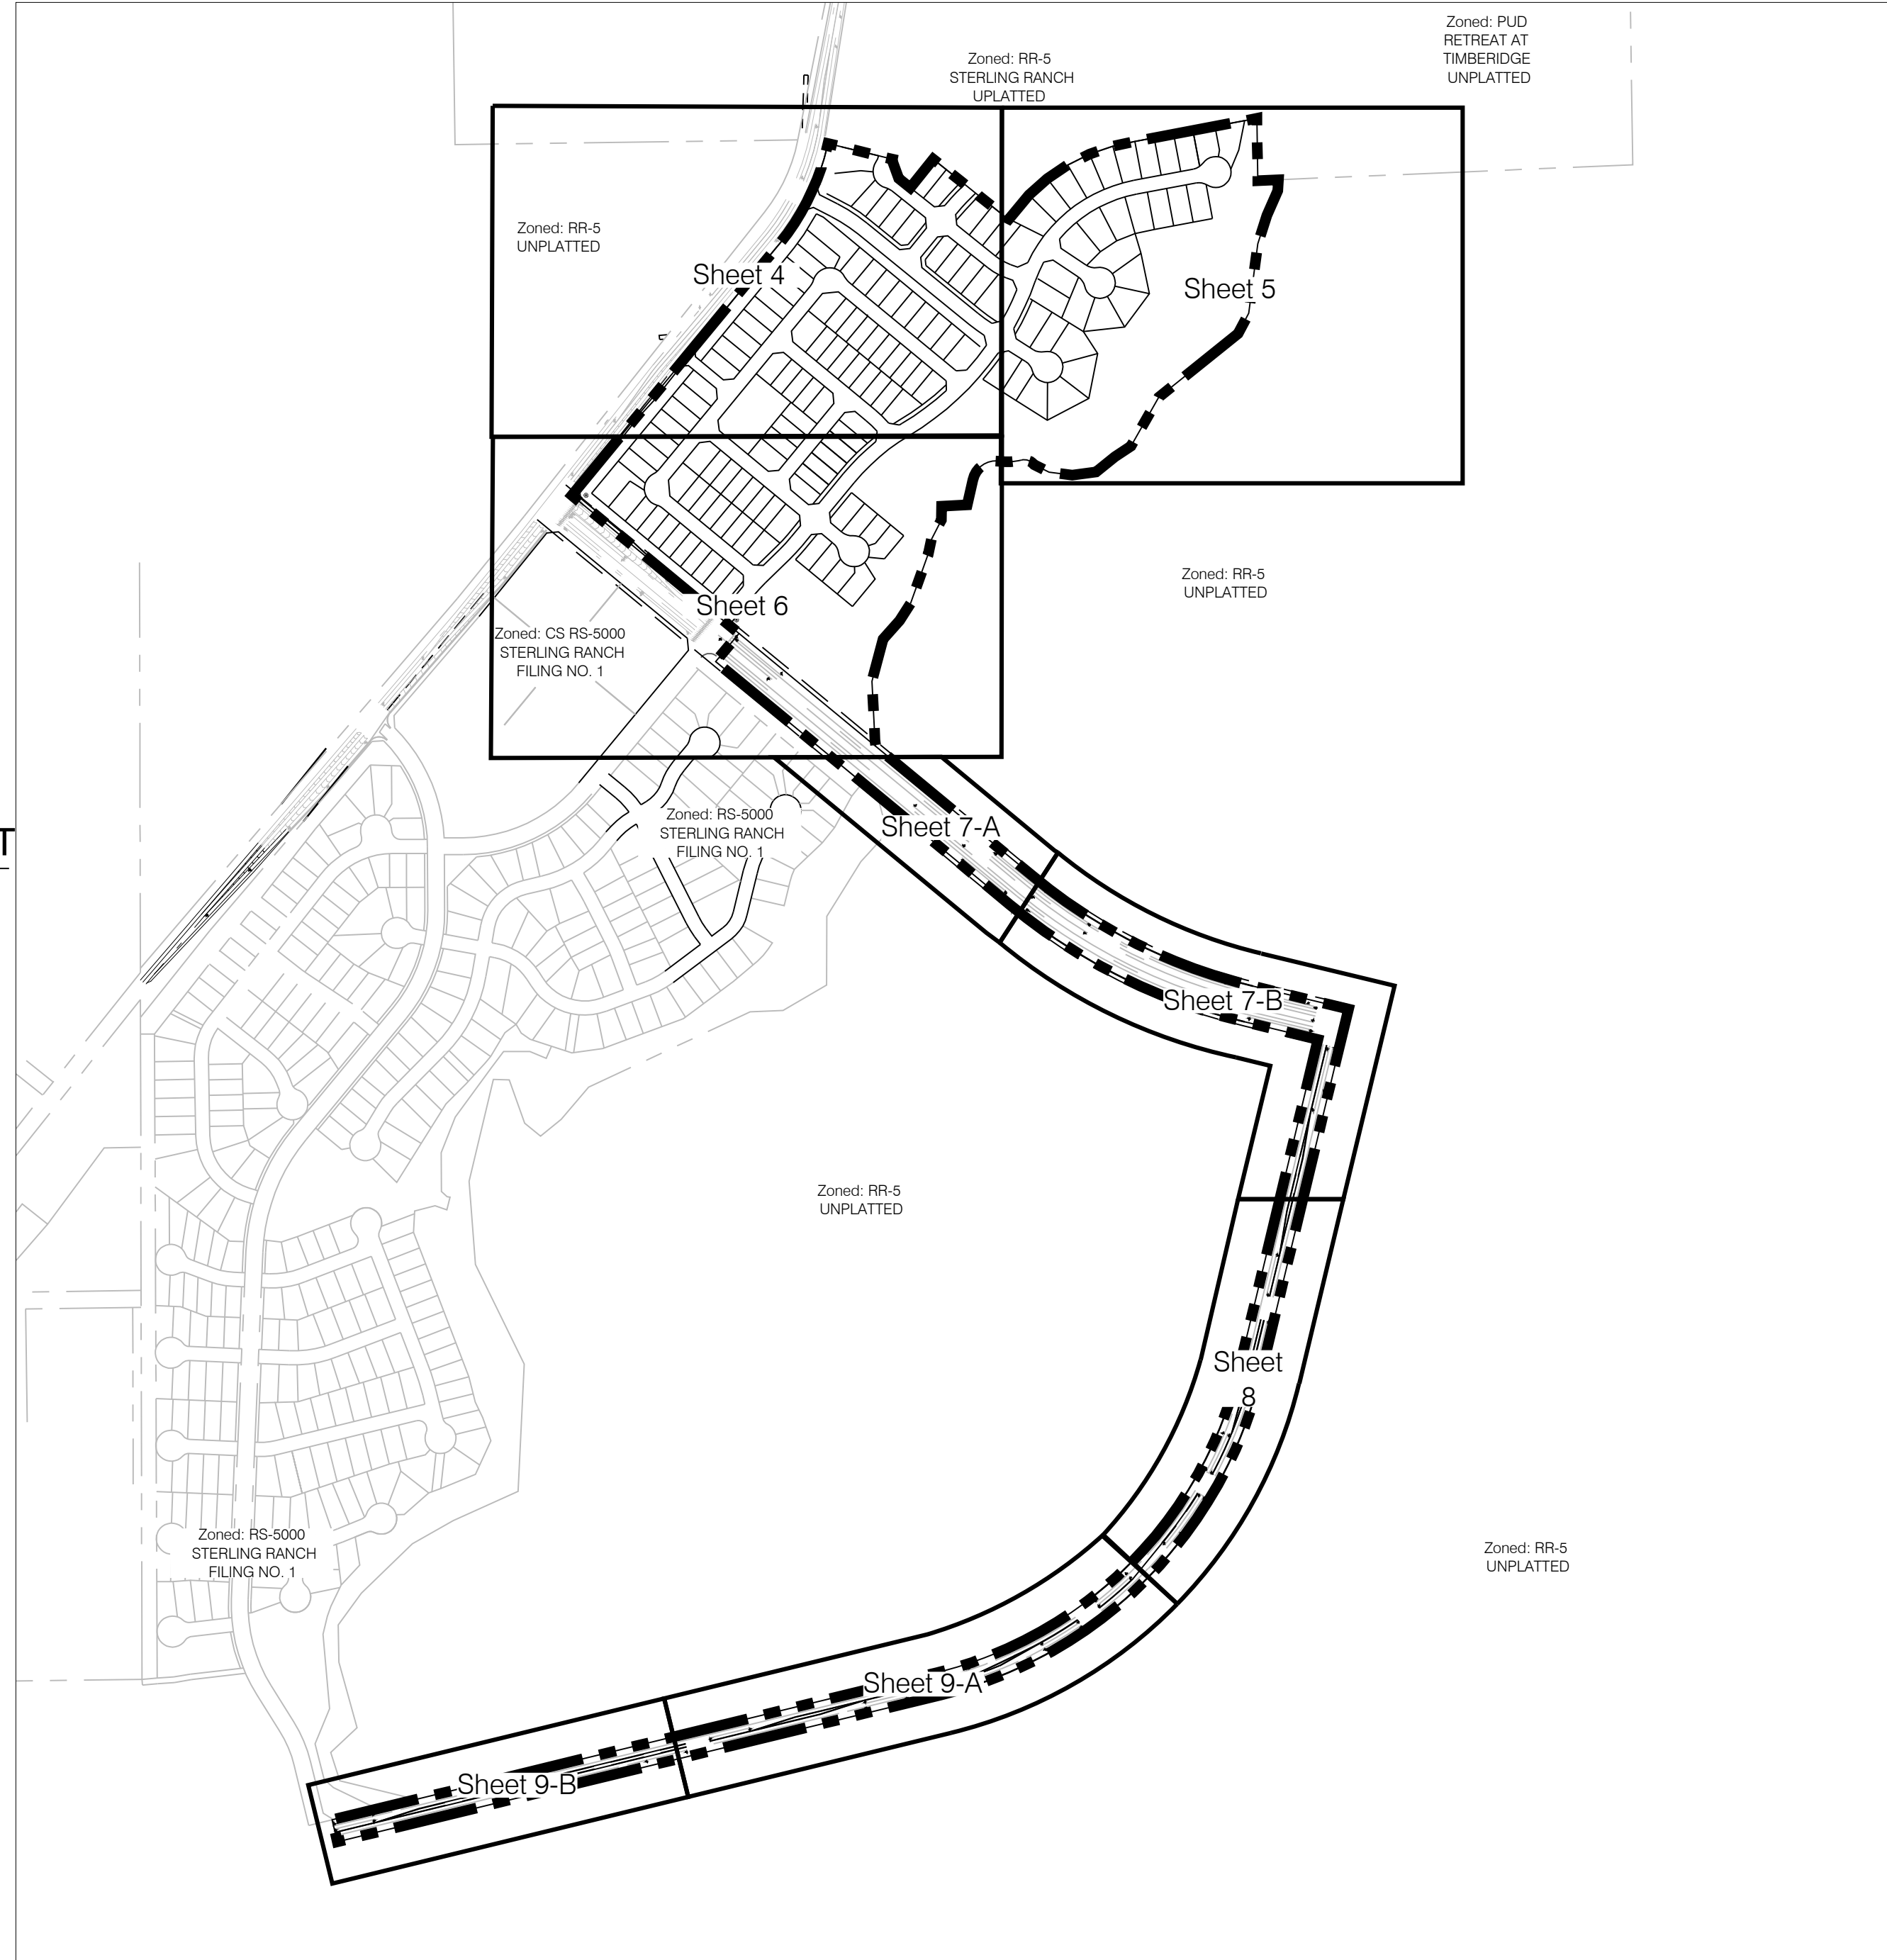 Zoned: PUD
RETREAT AT
TIMBERIDGE
UNPLATTED
Zoned: RR-5
STERLING RANCH
UPLATTED
Zoned: RR-5
UNPLATTED
Sheet 4
Sheet 5
Zoned: RR-5
UNPLATTED
Sheet 6
Zoned: CS RS-5000
STERLING RANCH
FILING NO. 1
Zoned: RS-5000
STERLING RANCH
FILING NO. 1
Sheet 7-A
T
Sheet 7-B
Zoned: RR-5
UNPLATTED
Sheet
8
Zoned: RS-5000
STERLING RANCH
FILING NO. 1
Zoned: RR-5
UNPLATTED
Sheet 9-A
Sheet 9-B